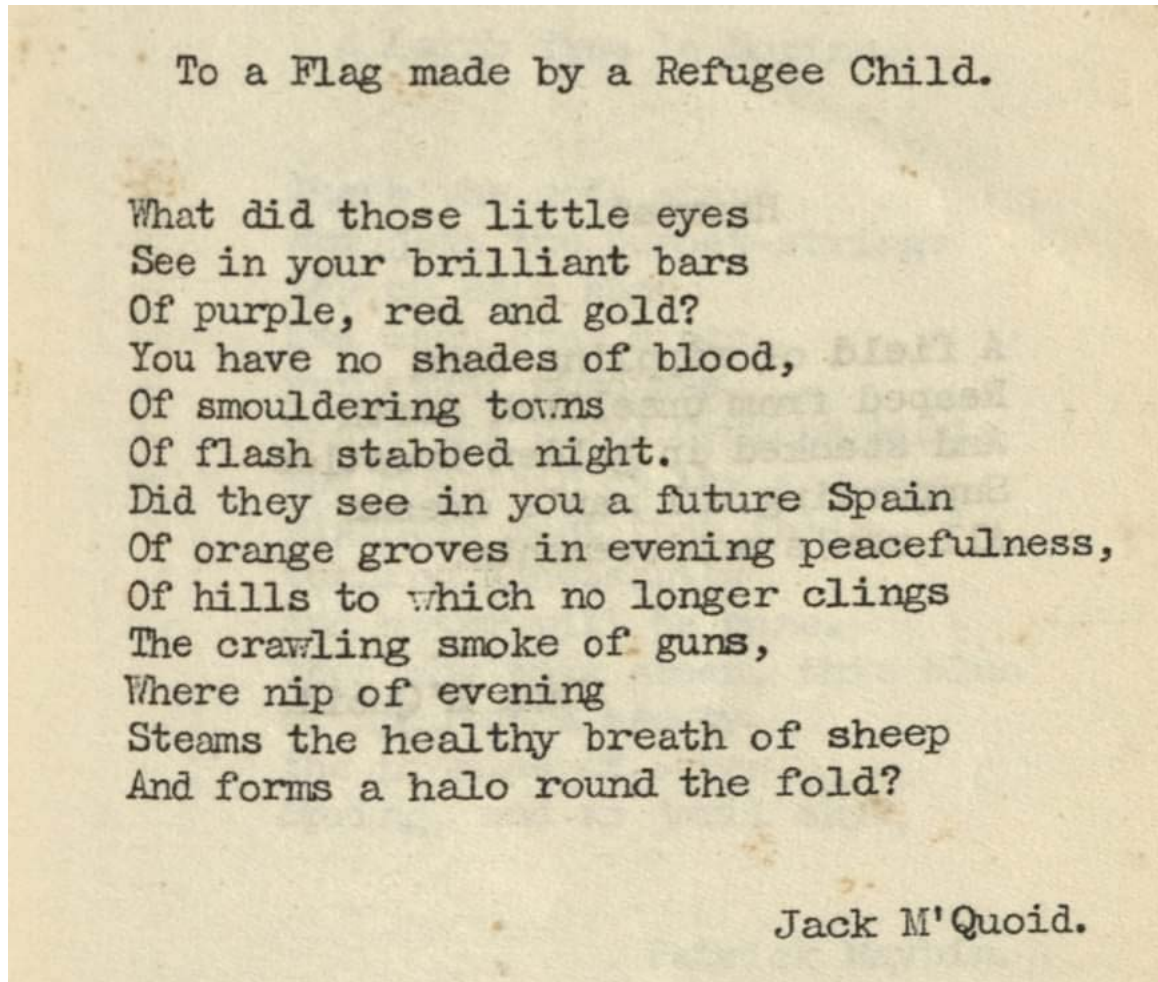 To a Flag made by a Refugee Child.
What did those little eyes
See in your brilliant bars
Of purple, red and gold?
You have no shades of blood,
Of smouldering towns
Of flash stabbed night.
Did they see in you a future Spain
Of orange groves in evening peacefulness,
Of hills to which no longer clings
The crawling smoke of guns,
Where nip of evening
Steams the healthy breath of sheep
And forms a halo round the fold?
Jack M'Quoid.